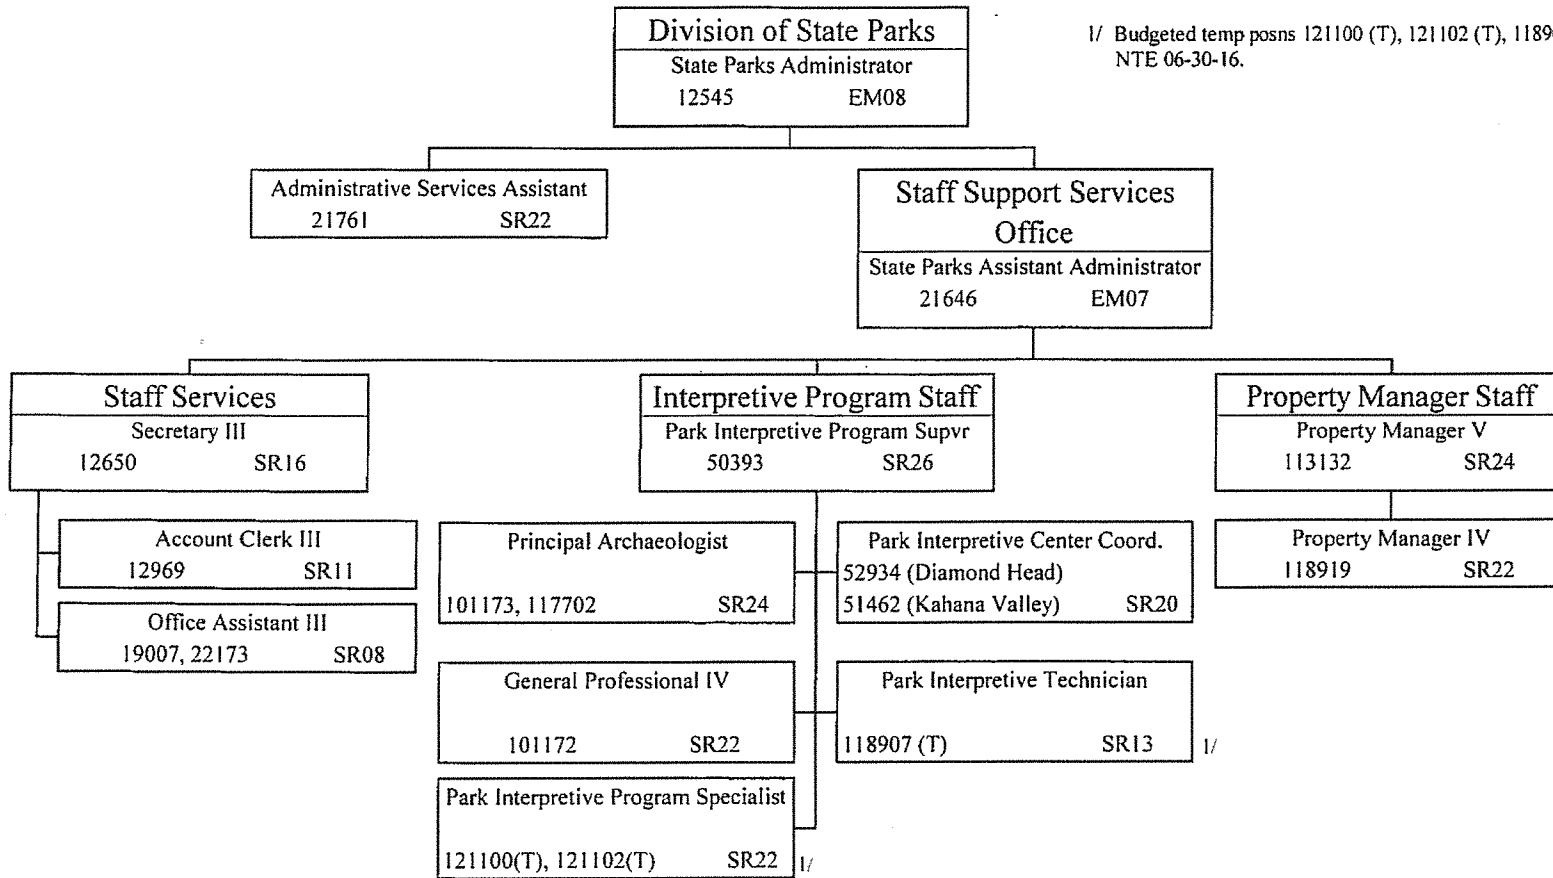 Division of State Parks
State Parks Administrator
12545 EM08
1/ Budgeted temp posns 121100 (T), 121102 (T),
NTE 06-30-16.
Administrative Services Assistant
21761 SR22
Staff Support Services
Office
State Parks Assistant Administrator
21646 EM07
Staff Services
Secretary III
12650 SR16
Account Clerk III
12969 SR11
Office Assistant III
19007, 22173 SR08
Interpretive Program Staff
Park Interpretive Program Supvr
50393 SR26
Principal Archaeologist
101173, 117702 SR24
Park Interpretive Center Coord.
52934 (Diamond Head)
51462 (Kahana Valley) SR20
General Professional IV
101172 SR22
Park Interpretive Technician
118907 (T) SR13 1/
Park Interpretive Program Specialist
121100(T), 121102(T) SR22 1/
Property Manager Staff
Property Manager V
113132 SR24
Property Manager IV
118919 SR22